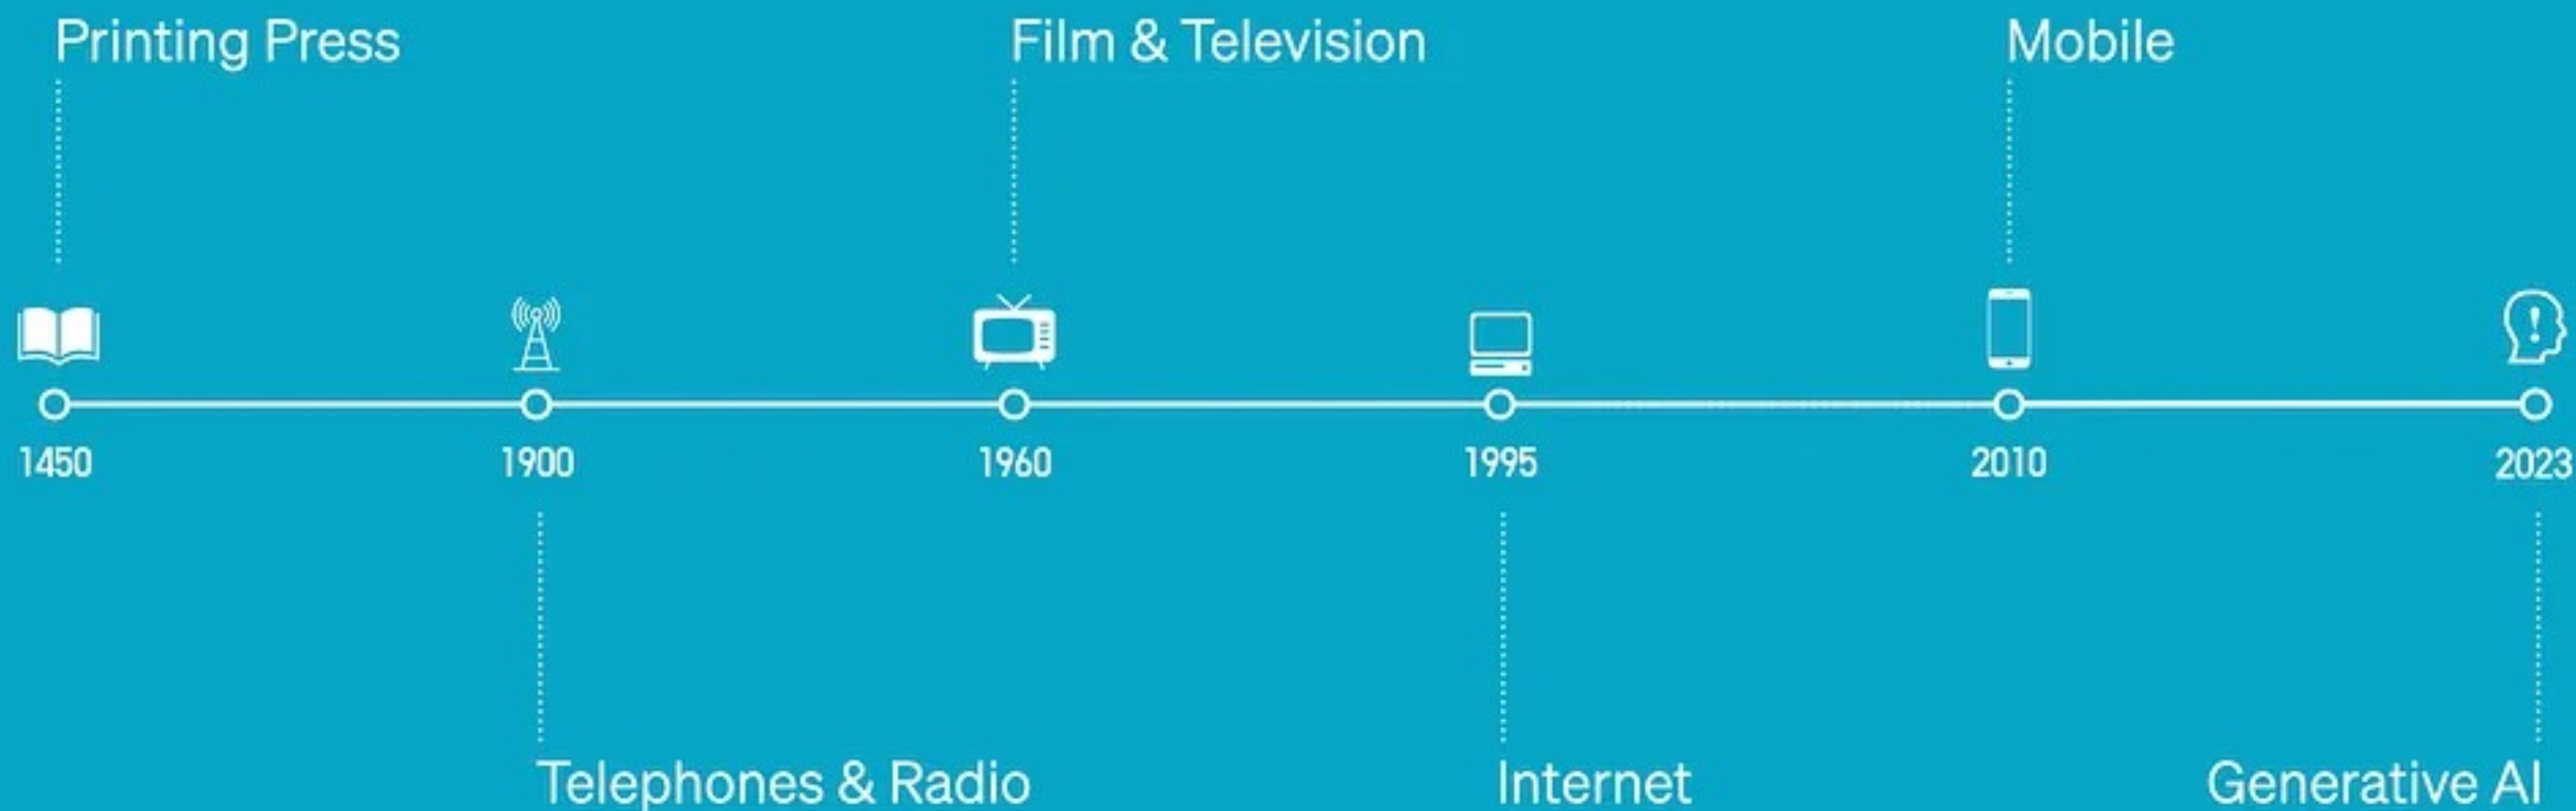 Printing Press
Film & Television
Mobile
!
1450
1900
1960
1995
2010
2023
Telephones & Radio
Internet
Generative AI